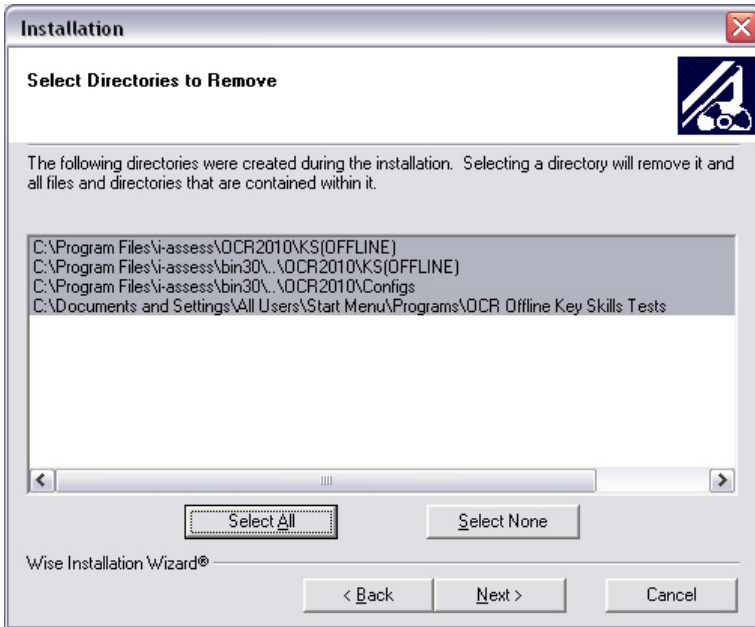 Installation
Select Directories to Remove
The following directories were created during the installation.  Selecting a directory will remove it and
all files and directories that are contained within it.
C:\Program Files\i-assess\OCR2010\KS(OFFLINE)
C:\Program Files\i-assess\bin30\..\OCR2010\KS(OFFLINE)
C:\Program Files\i-assess\bin30\..\OCR2010\Configs
C:\Documents and Settings\All Users\Start Menu\Programs\OCR Offline Key Skills Tests
Select All
Select None
Wise Installation Wizard®
< Back
Next >
Cancel